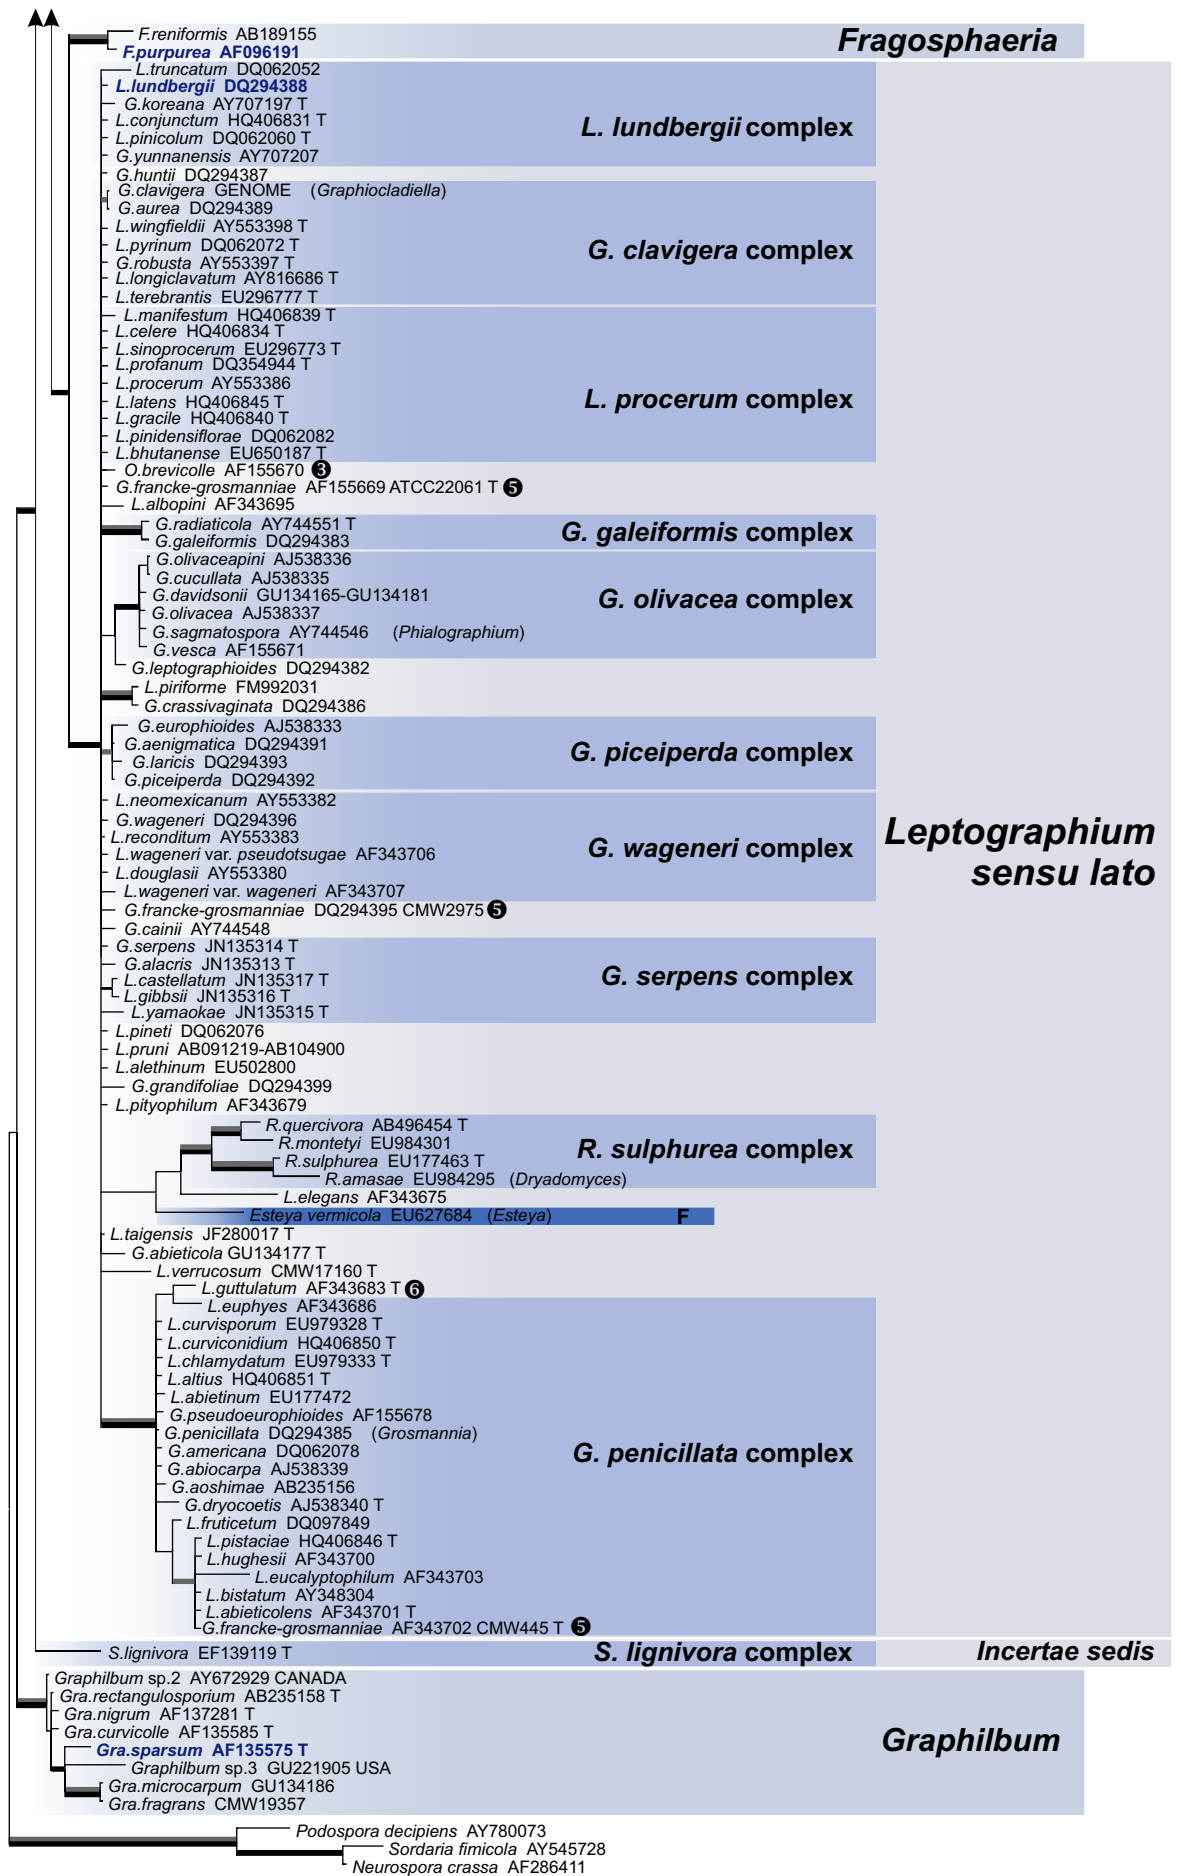 F.reniformis AB189155
F.purpurea AF096191
Fragosphaeria
L.truncatum DQ062052
L.lundbergii DQ294388
G.koreana AY707197 T
L.conjunctum HQ406831 T
L. lundbergii complex
L.pinicolum DQ062060 T
G.yunnanensis AY707207
G.huntii DQ294387
G.clavigera GENOME (Graphiocladiella)
G.aurea DQ294389
L.wingfieldii AY553398 T
L.pyrinum DQ062072 T
G. clavigera complex
G.robusta AY553397 T
L.longiclavatum AY816686 T
L.terebrantis EU296777 T
L.manifestum HQ406839 T
L.celere HQ406834 T
L.sinoprocerum EU296773 T
L.profanum DQ354944 T
L.procerum AY553386
L.latens HQ406845 T
L. procerum complex
L.gracile HQ406840 T
L.pinidensiflorae DQ062082
L.bhutanense EU650187 T
O.brevicolle AF155670 3
G.francke-grosmanniae AF155669 ATCC22061 T 5
L.albopini AF343695
G.radiaticola AY744551 T
G. galeiformis complex
G.galeiformis DQ294383
G.olivaceapini AJ538336
G.cucullata AJ538335
G.davidsonii GU134165-GU134181
G. olivacea complex
G.olivacea AJ538337
G.sagmatospora AY744546 (Phialographium)
G.vesca AF155671
G.leptographioides DQ294382
L.piriforme FM992031
G.crassivaginata DQ294386
G.europhioides AJ538333
G.aenigmatica DQ294391
G. piceiperda complex
G.laricis DQ294393
G.piceiperda DQ294392
L.neomexicanum AY553382
G.wageneri DQ294396
L.reconditum AY553383
G. wageneri complex
L.wageneri var. pseudotsugae AF343706
L.douglasii AY553380
L.wageneri var. wageneri AF343707
Leptographium
sensu lato
G.francke-grosmanniae DQ294395 CMW2975 5
G.cainii AY744548
G.serpens JN135314 T
G.alacris JN135313 T
G. serpens complex
L.castellatum JN135317 T
L.gibbsii JN135316 T
L.yamaokae JN135315 T
L.pineti DQ062076
L.pruni AB091219-AB104900
L.alethinum EU502800
G.grandifoliae DQ294399
L.pityophilum AF343679
R.quercivora AB496454 T
R.montetyi EU984301
R. sulphurea complex
R.sulphurea EU177463 T
R.amasae EU984295 (Dryadomyces)
L.elegans AF343675
Esteya vermicola EU627684 (Esteya) F
L.taigensis JF280017 T
G.abieticola GU134177 T
L.verrucosum CMW17160 T
L.guttulatum AF343683 T 6
L.euphyes AF343686
L.curvisporum EU979328 T
L.curviconidium HQ406850 T
L.chlamydatum EU979333 T
L.altius HQ406851 T
L.abietinum EU177472
G.pseudoeurophioides AF155678
G.penicillata DQ294385 (Grosmannia)
G. penicillata complex
G.americana DQ062078
G.abiocarpa AJ538339
G.aoshimae AB235156
G.dryocoetis AJ538340 T
L.fruticetum DQ097849
L.pistaciae HQ406846 T
L.hughesii AF343700
L.eucalyptophilum AF343703
L.bistatum AY348304
L.abieticolens AF343701 T
G.francke-grosmanniae AF343702 CMW445 T 5
S.lignivora EF139119 T
S. lignivora complex
Incertae sedis
Graphilbum sp.2 AY672929 CANADA
Gra.rectangulosporium AB235158 T
Gra.nigrum AF137281 T
Gra.curvicolle AF135585 T
Graphilbum
Gra.sparsum AF135575 T
Graphilbum sp.3 GU221905 USA
Gra.microcarpum GU134186
Gra.fragrans CMW19357
Podospora decipiens AY780073
Sordaria fimicola AY545728
Neurospora crassa AF286411